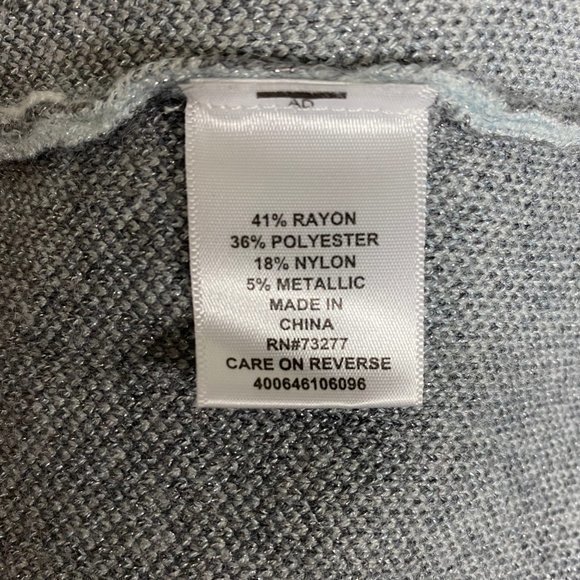 41% RAYON
36% POLYESTER
18% NYLON
5% METALLIC
MADE IN
CHINA
RN#73277
CARE ON REVERSE
400646106096